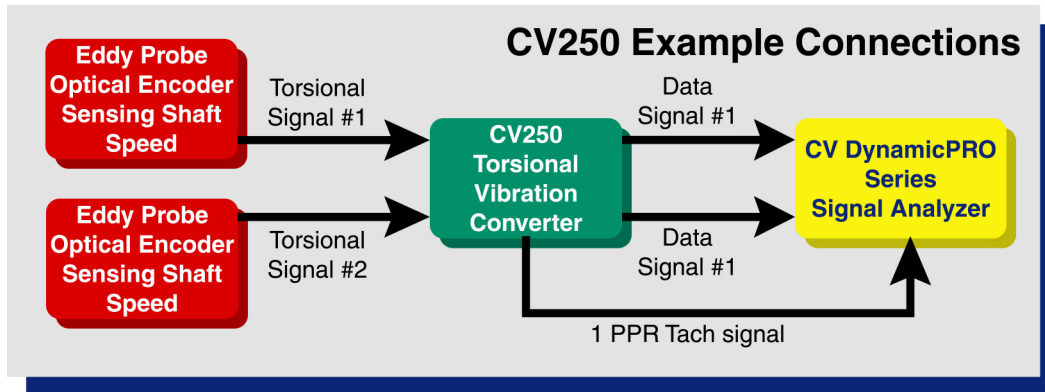 CV250 Example Connections
Eddy Probe
Optical Encoder
Sensing Shaft
Speed
Torsional
Signal #1
CV250
Torsional
Vibration
Converter
Data
Signal #1
CV DynamicPRO
Series
Signal Analyzer
Eddy Probe
Optical Encoder
Sensing Shaft
Speed
Torsional
Signal #2
Data
Signal #1
1 PPR Tach signal